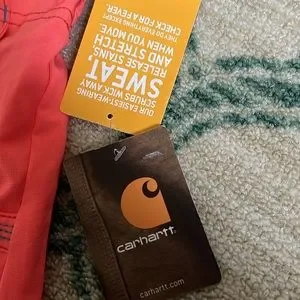 OUR EASIEST-WEARING
SCRUBS WICK AWAY
SWEAT,
RELEASE STAINS,
AND STRETCH
WHEN YOU MOVE.
THEY DO EVERYTHING EXCEPT
CHECK FOR A FEVER.
carhartt
carhartt.com